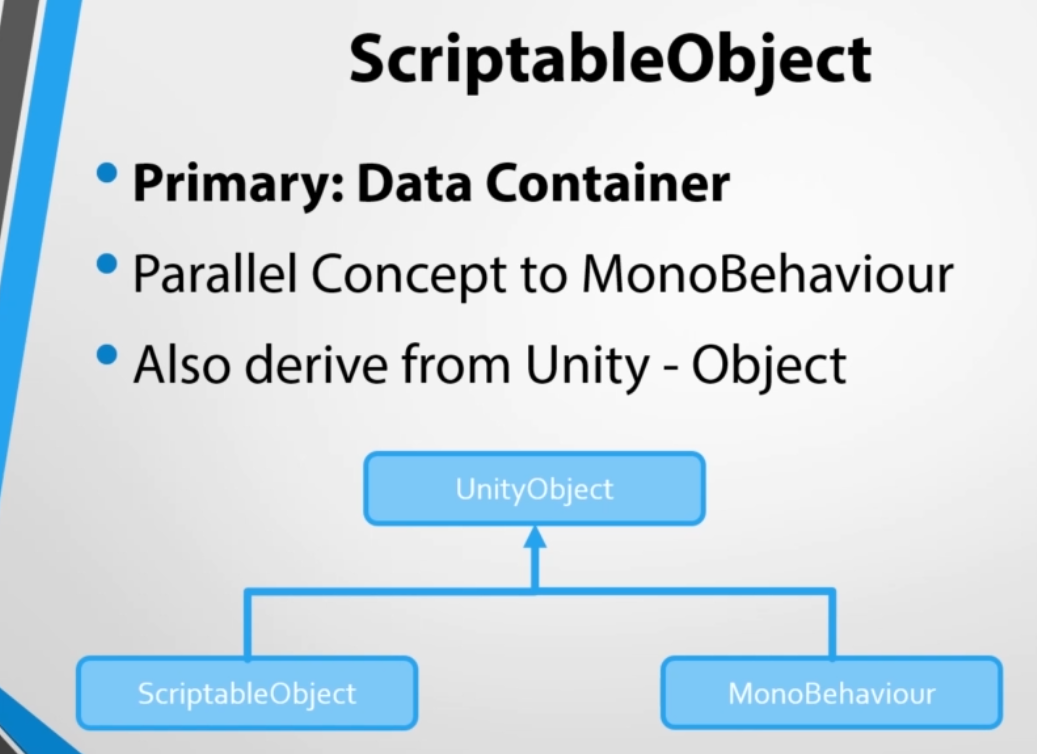 ScriptableObject
Primary: Data Container
Parallel Concept to MonoBehaviour
Also derive from Unity - Object
UnityObject
ScriptableObject
MonoBehaviour